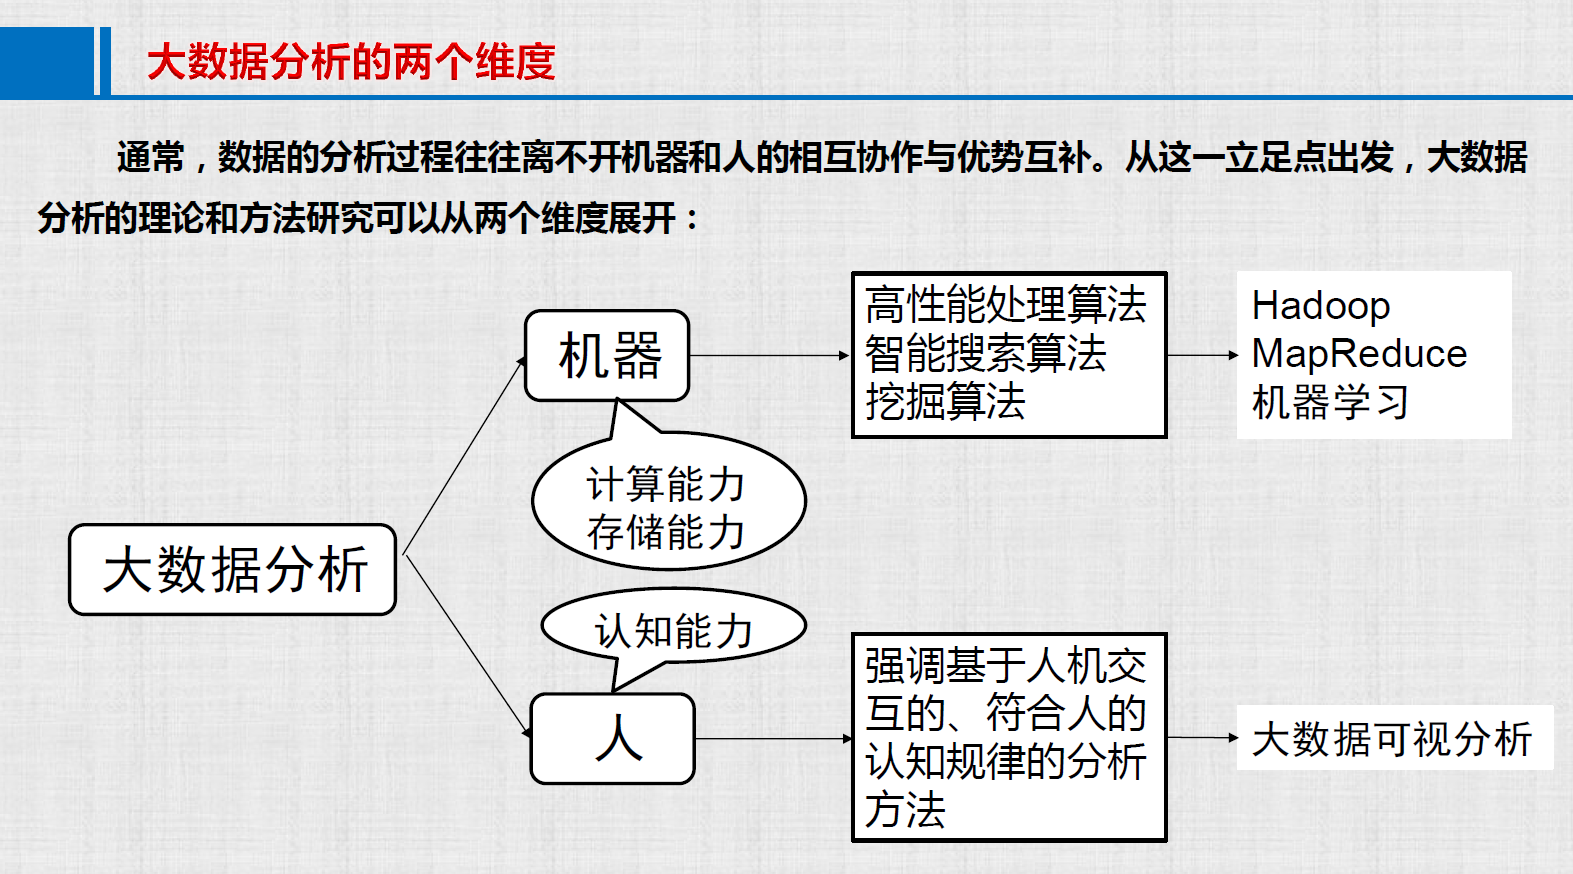 大数据分析的两个维度
通常，数据的分析过程往往离不开机器和人的相互协作与优势互补。从这一立足点出发，大数据
分析的理论和方法研究可以从两个维度展开：
机器
高性能处理算法
智能搜索算法
挖掘算法
Hadoop
MapReduce
机器学习
计算能力
存储能力
大数据分析
认知能力
人
强调基于人机交
互的、符合人的
认知规律的分析
方法
大数据可视分析